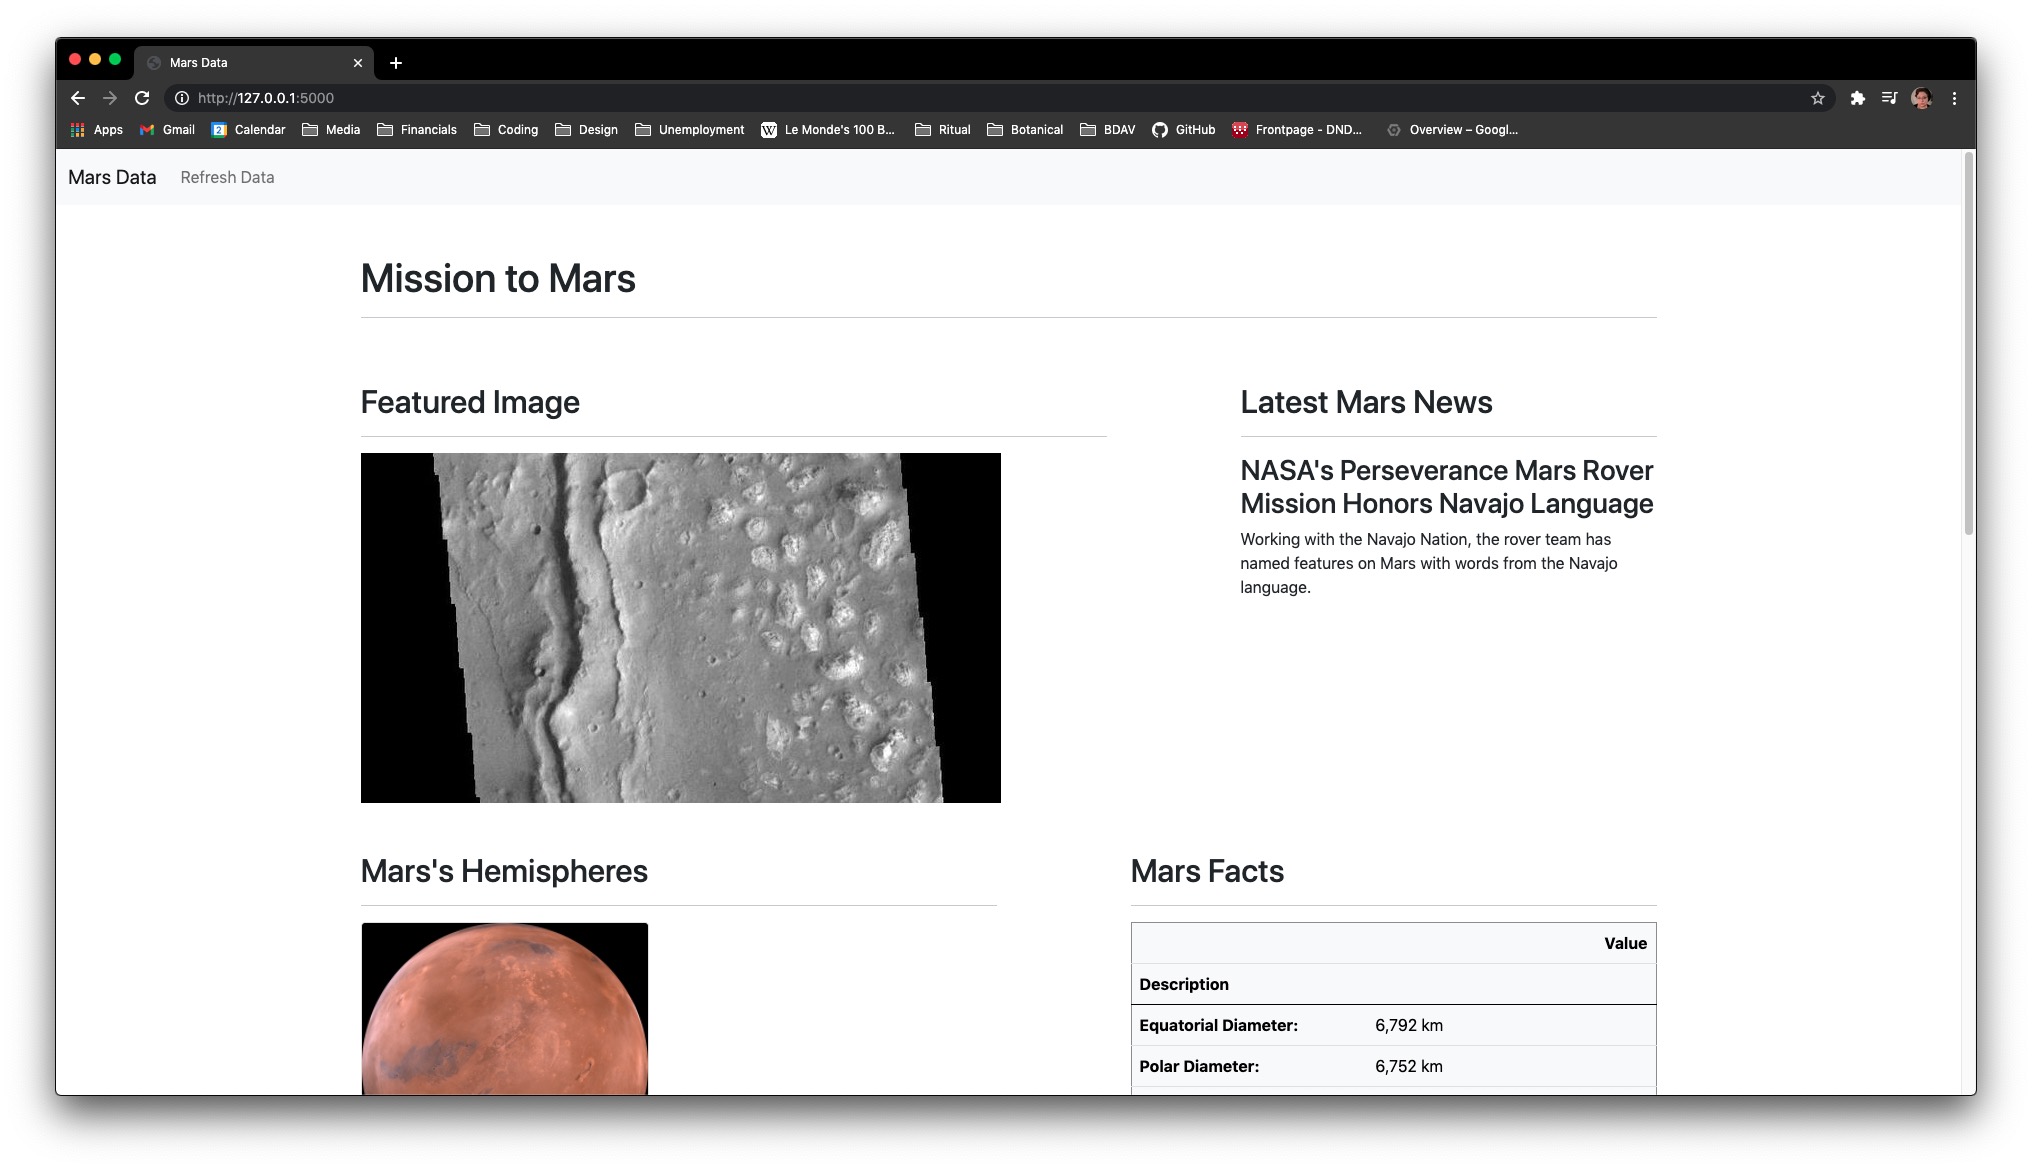 Mars Data
http://127.0.0.1:5000
Apps Gmail 2 Calendar Media Financials Coding Design Unemployment W Le Monde's 100 B... Ritual Botanical BDAV GitHub Frontpage - DND... Overview – Googl...
Mars Data Refresh Data
Mission to Mars
Featured Image
Latest Mars News
NASA's Perseverance Mars Rover
Mission Honors Navajo Language
Working with the Navajo Nation, the rover team has
named features on Mars with words from the Navajo
language.
Mars's Hemispheres
Mars Facts
Value
Description
Equatorial Diameter: 6,792 km
Polar Diameter: 6,752 km